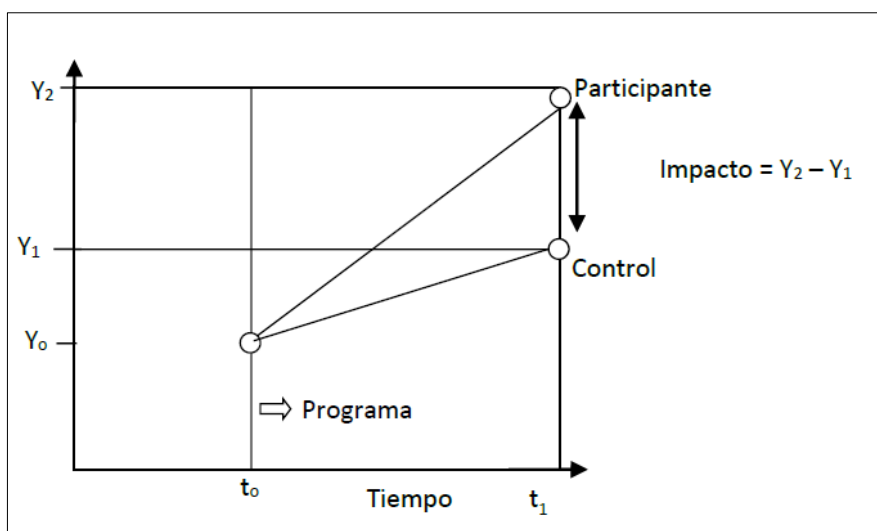 Y₂
Participante
Impacto = Y₂ – Y₁
Y₁
Control
Yₒ
Programa
tₒ
Tiempo
t₁